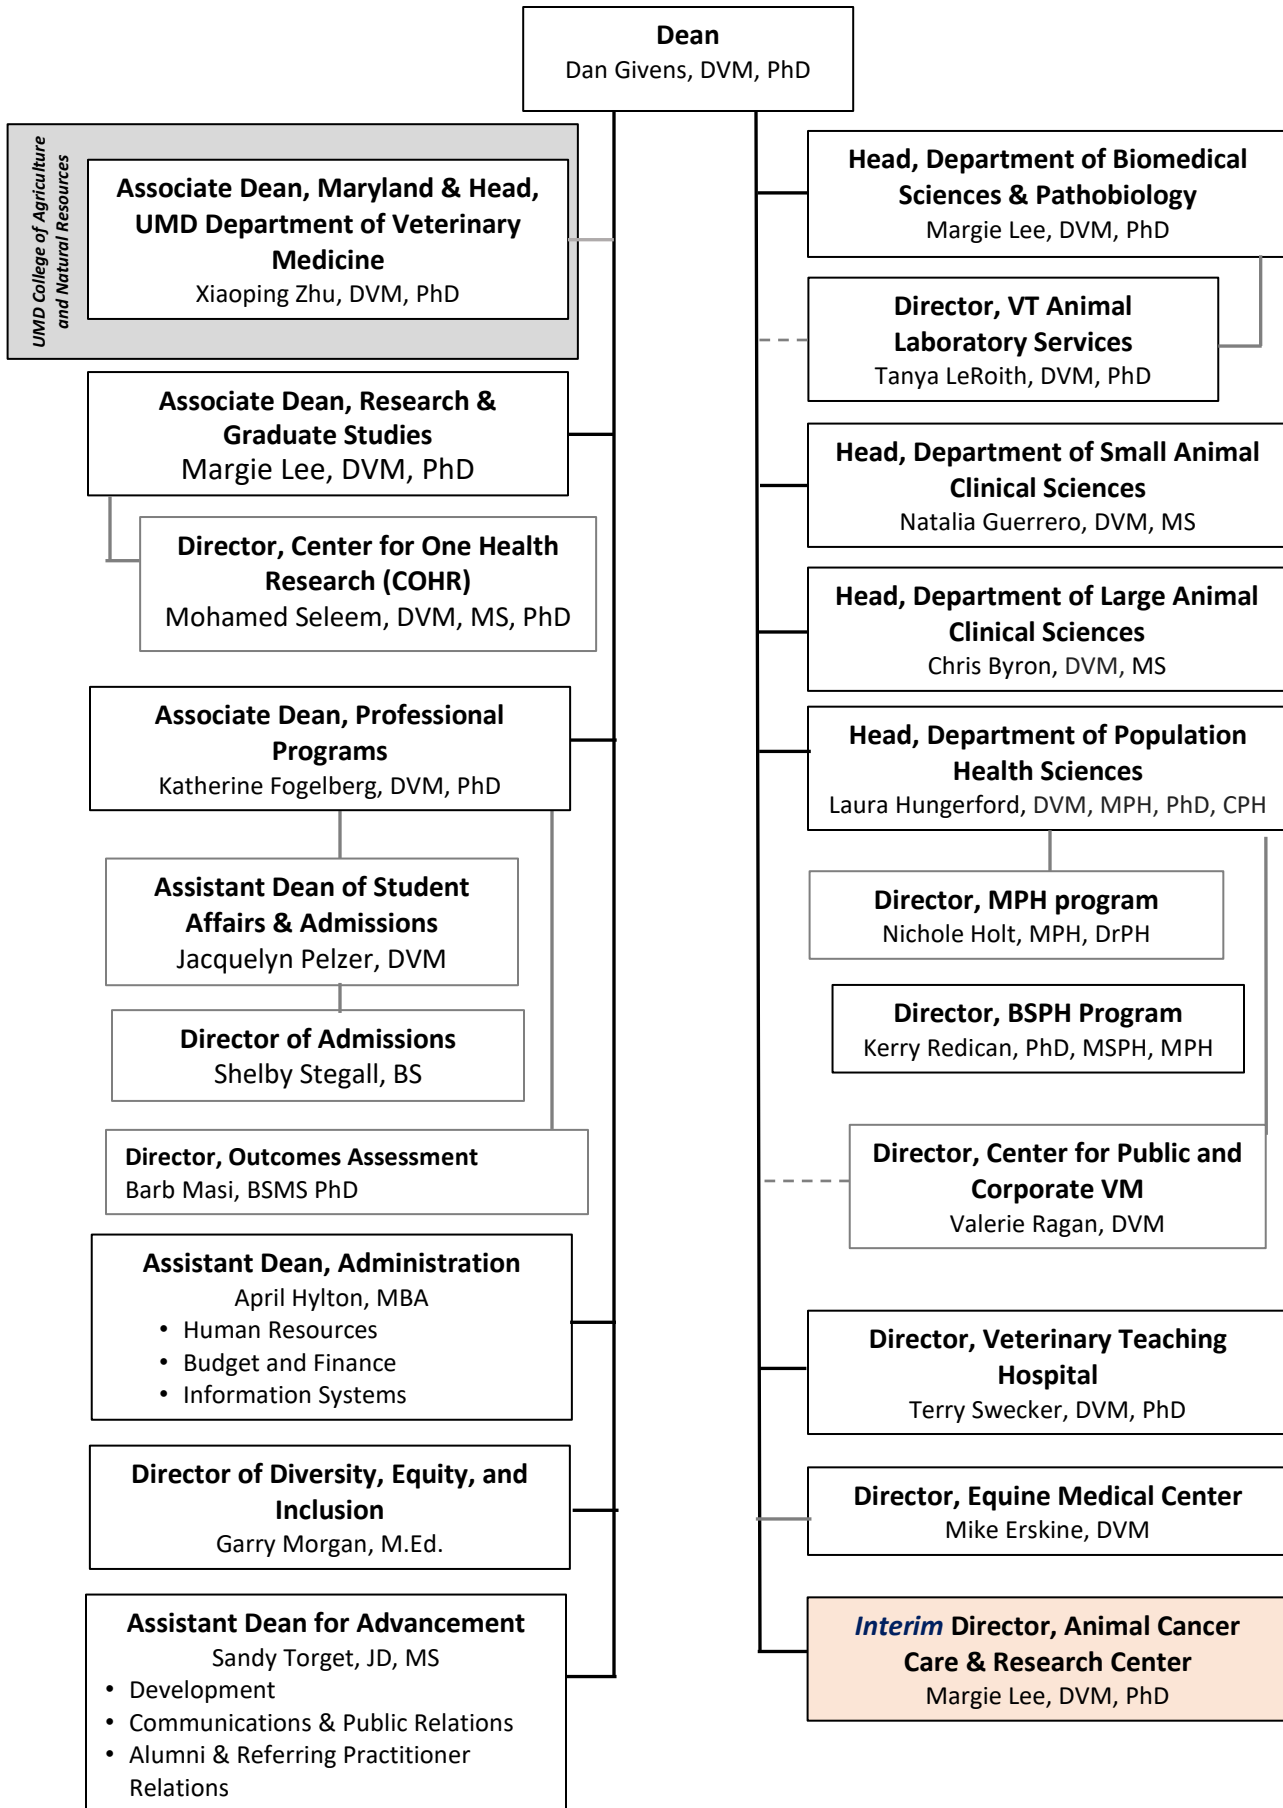 Dean
Dan Givens, DVM, PhD
UMD College of Agriculture
and Natural Resources
Associate Dean, Maryland & Head,
UMD Department of Veterinary
Medicine
Xiaoping Zhu, DVM, PhD
Associate Dean, Research &
Graduate Studies
Margie Lee, DVM, PhD
Director, Center for One Health
Research (COHR)
Mohamed Seleem, DVM, MS, PhD
Associate Dean, Professional
Programs
Katherine Fogelberg, DVM, PhD
Assistant Dean of Student
Affairs & Admissions
Jacquelyn Pelzer, DVM
Director of Admissions
Shelby Stegall, BS
Director, Outcomes Assessment
Barb Masi, BSMS PhD
Assistant Dean, Administration
April Hylton, MBA
• Human Resources
• Budget and Finance
• Information Systems
Director of Diversity, Equity, and
Inclusion
Garry Morgan, M.Ed.
Assistant Dean for Advancement
Sandy Torget, JD, MS
• Development
• Communications & Public Relations
• Alumni & Referring Practitioner
Relations
Head, Department of Biomedical
Sciences & Pathobiology
Margie Lee, DVM, PhD
Director, VT Animal
Laboratory Services
Tanya LeRoith, DVM, PhD
Head, Department of Small Animal
Clinical Sciences
Natalia Guerrero, DVM, MS
Head, Department of Large Animal
Clinical Sciences
Chris Byron, DVM, MS
Head, Department of Population
Health Sciences
Laura Hungerford, DVM, MPH, PhD, CPH
Director, MPH program
Nichole Holt, MPH, DrPH
Director, BSPH Program
Kerry Redican, PhD, MSPH, MPH
Director, Center for Public and
Corporate VM
Valerie Ragan, DVM
Director, Veterinary Teaching
Hospital
Terry Swecker, DVM, PhD
Director, Equine Medical Center
Mike Erskine, DVM
Interim Director, Animal Cancer
Care & Research Center
Margie Lee, DVM, PhD